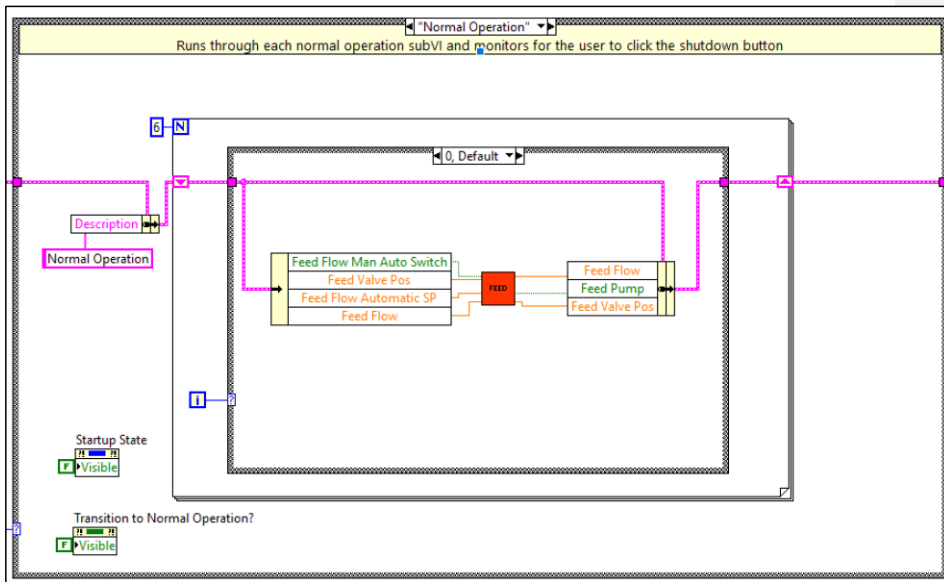 "Normal Operation"
Runs through each normal operation subVI and monitors for the user to click the shutdown button
6 N
0, Default
Description
Normal Operation
Feed Flow Man Auto Switch
Feed Valve Pos
Feed Flow Automatic SP
Feed Flow
FEED
Feed Flow
Feed Pump
Feed Valve Pos
i ?
Startup State
?! ?!
F Visible
Transition to Normal Operation?
?! ?!
F Visible
?